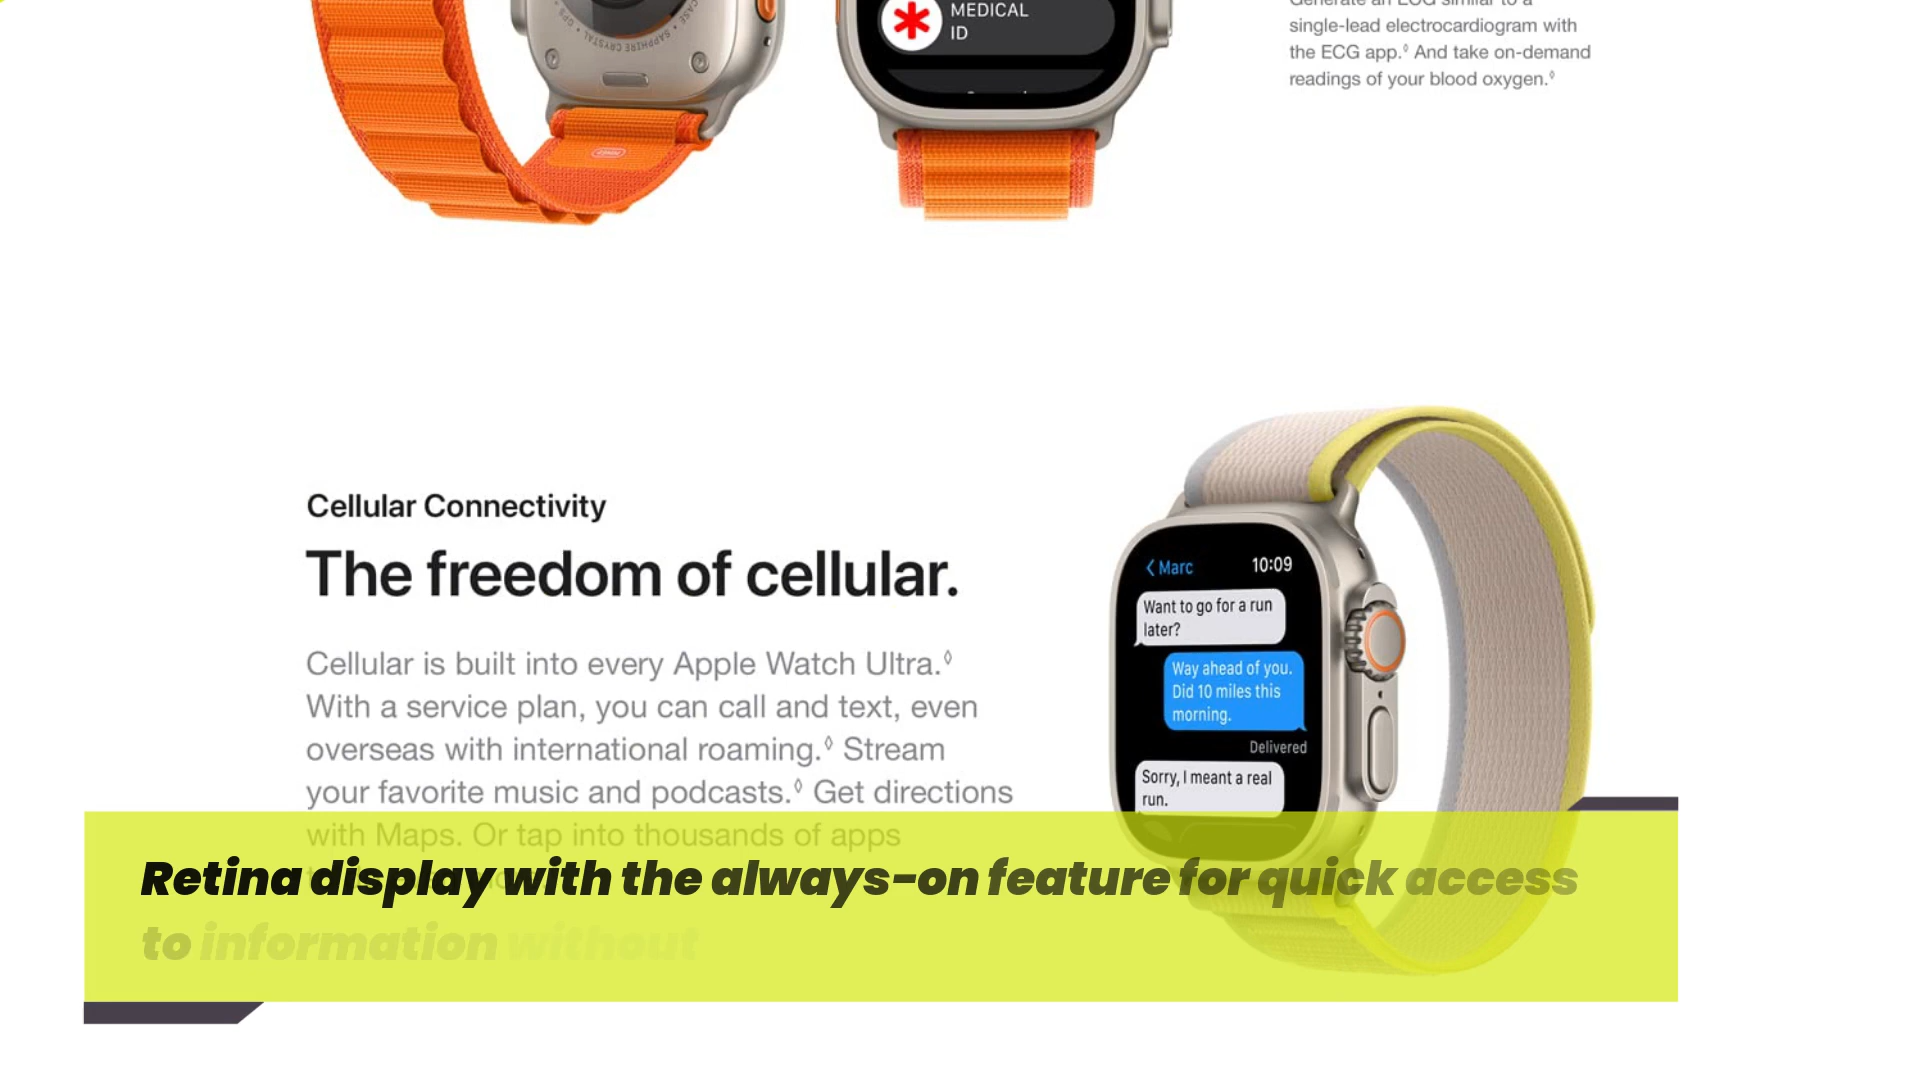 MEDICAL
ID
single-lead electrocardiogram with
the ECG app.◊ And take on-demand
readings of your blood oxygen.◊
Cellular Connectivity
The freedom of cellular.
Cellular is built into every Apple Watch Ultra.◊
With a service plan, you can call and text, even
overseas with international roaming.◊ Stream
your favorite music and podcasts.◊ Get directions
with Maps. Or tap into thousands of apps
Marc 10:09
Want to go for a run
later?
Way ahead of you.
Did 10 miles this
morning.
Delivered
Sorry, I meant a real
run.
Retina display with the always-on feature for quick access
to information without